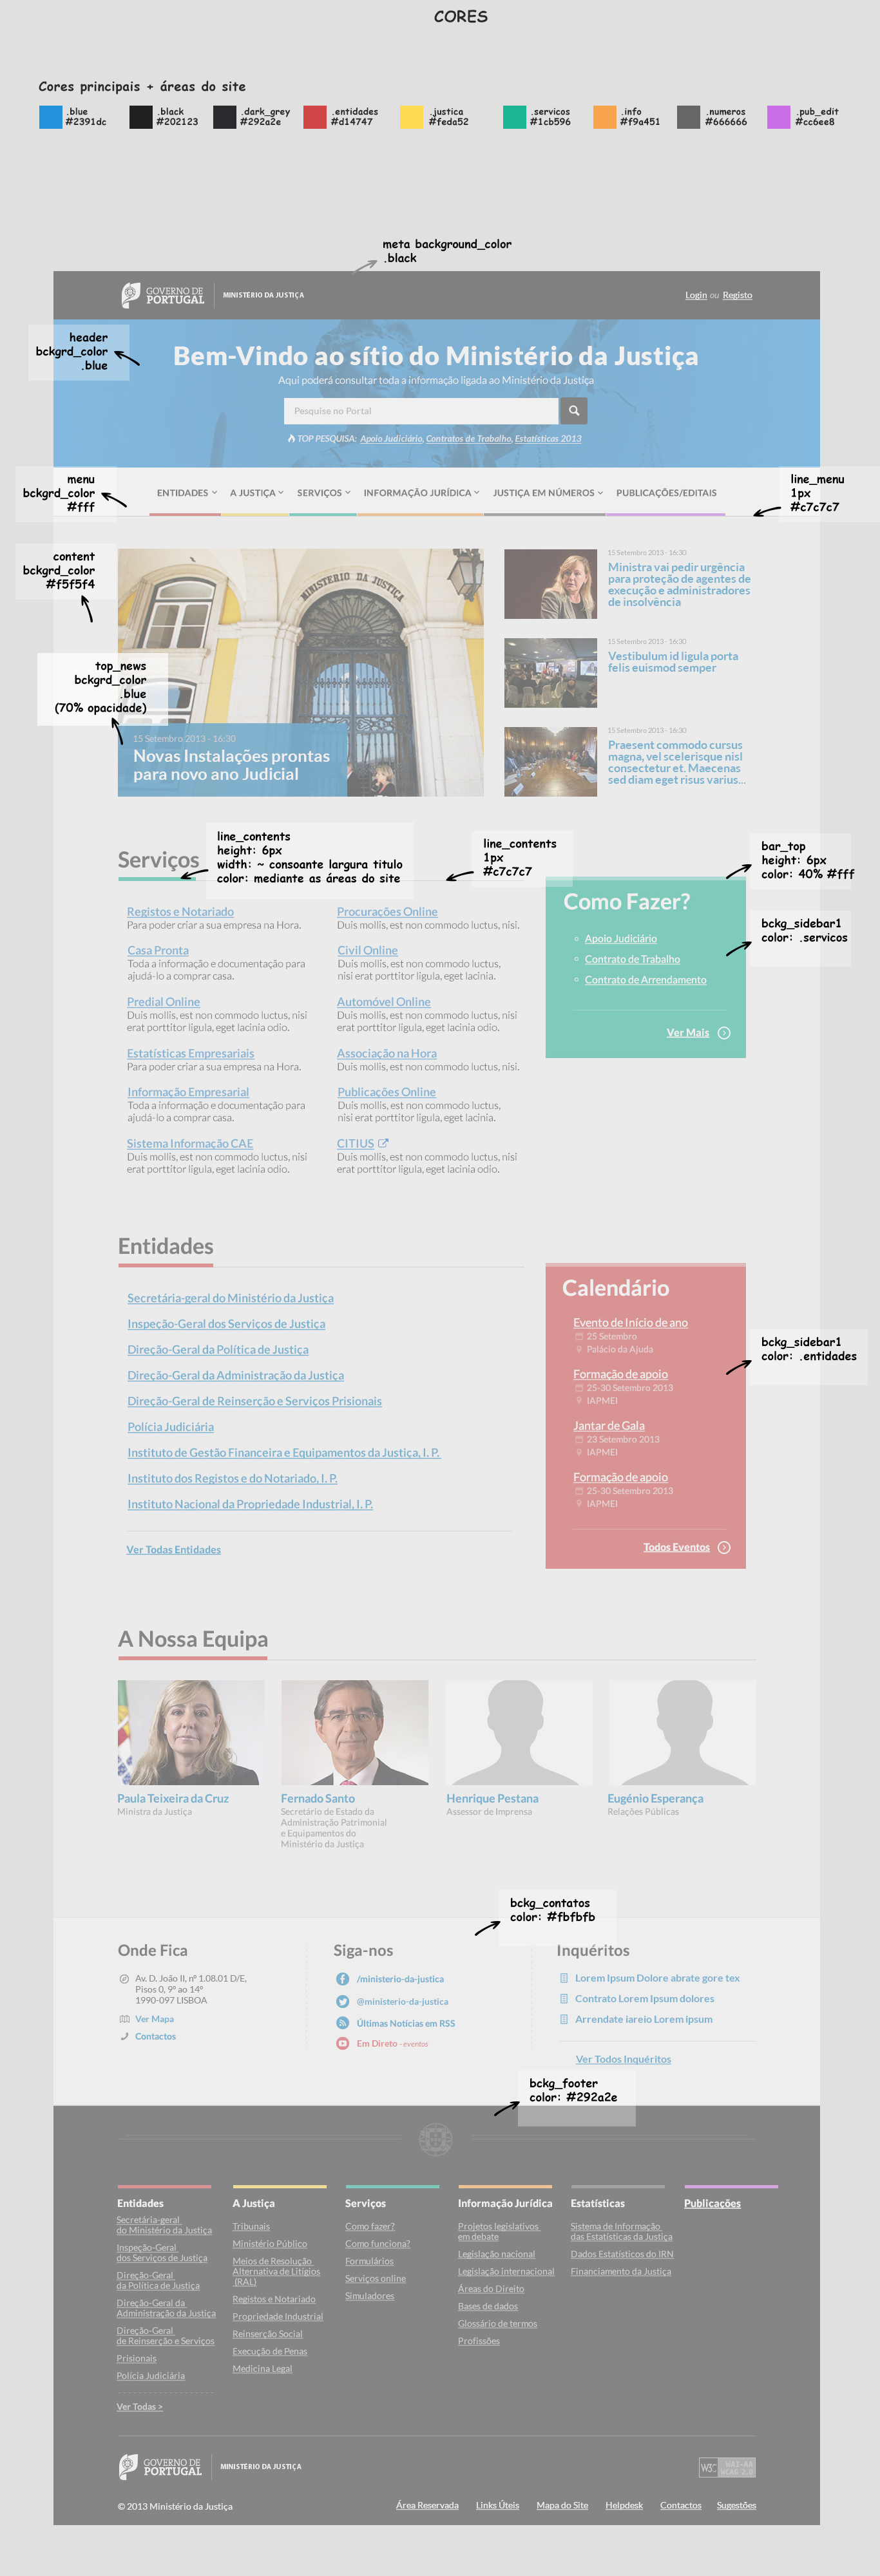 CORES
Cores principais + áreas do site
.blue
#2391dc
.black
#202123
.dark_grey
#292a2e
.entidades
#d14747
.justica
#feda52
.servicos
#1cb596
.info
#f9a451
.numeros
#666666
.pub_edit
#cc6ee8
meta background_color
.black
GOVERNO DE
PORTUGAL
MINISTÉRIO DA JUSTIÇA
Login ou Registo
header
bckgrd_color
.blue
Bem-Vindo ao sítio do Ministério da Justiça
Aqui poderá consultar toda a informação ligada ao Ministério da Justiça
Pesquise no Portal
TOP PESQUISA: Apoio Judiciário, Contratos de Trabalho, Estatísticas 2013
menu
bckgrd_color
#fff
ENTIDADES
A JUSTIÇA
SERVIÇOS
INFORMAÇÃO JURÍDICA
JUSTIÇA EM NÚMEROS
PUBLICAÇÕES/EDITAIS
line_menu
1px
#c7c7c7
content
bckgrd_color
#f5f5f4
MINISTERIO DA JUSTIÇA
top_news
bckgrd_color
.blue
(70% opacidade)
15 Setembro 2013 - 16:30
Novas Instalações prontas
para novo ano Judicial
15 Setembro 2013 - 16:30
Ministra vai pedir urgência
para proteção de agentes de
execução e administradores
de insolvência
15 Setembro 2013 - 16:30
Vestibulum id ligula porta
felis euismod semper
15 Setembro 2013 - 16:30
Praesent commodo cursus
magna, vel scelerisque nisl
consectetur et. Maecenas
sed diam eget risus varius...
Serviços
line_contents
height: 6px
width: ~ consoante largura titulo
color: mediante as áreas do site
line_contents
1px
#c7c7c7
bar_top
height: 6px
color: 40% #fff
bckg_sidebar1
color: .servicos
Registos e Notariado
Para poder criar a sua empresa na Hora.
Casa Pronta
Toda a informação e documentação para
ajudá-lo a comprar casa.
Predial Online
Duis mollis, est non commodo luctus, nisi
erat porttitor ligula, eget lacinia odio.
Estatísticas Empresariais
Para poder criar a sua empresa na Hora.
Informação Empresarial
Toda a informação e documentação para
ajudá-lo a comprar casa.
Sistema Informação CAE
Duis mollis, est non commodo luctus, nisi
erat porttitor ligula, eget lacinia odio.
Procurações Online
Duis mollis, est non commodo luctus, nisi.
Civil Online
Duis mollis, est non commodo luctus,
nisi erat porttitor ligula, eget lacinia.
Automóvel Online
Duis mollis, est non commodo luctus, nisi
erat porttitor ligula, eget lacinia odio.
Associação na Hora
Duis mollis, est non commodo luctus, nisi.
Publicações Online
Duis mollis, est non commodo luctus,
nisi erat porttitor ligula, eget lacinia.
CITIUS
Duis mollis, est non commodo luctus, nisi
erat porttitor ligula, eget lacinia odio.
Como Fazer?
Apoio Judiciário
Contrato de Trabalho
Contrato de Arrendamento
Ver Mais
Entidades
Secretária-geral do Ministério da Justiça
Inspeção-Geral dos Serviços de Justiça
Direção-Geral da Política de Justiça
Direção-Geral da Administração da Justiça
Direção-Geral de Reinserção e Serviços Prisionais
Polícia Judiciária
Instituto de Gestão Financeira e Equipamentos da Justiça, I. P.
Instituto dos Registos e do Notariado, I. P.
Instituto Nacional da Propriedade Industrial, I. P.
Ver Todas Entidades
Calendário
Evento de Início de ano
25 Setembro
Palácio da Ajuda
Formação de apoio
25-30 Setembro 2013
IAPMEI
Jantar de Gala
23 Setembro 2013
IAPMEI
Formação de apoio
25-30 Setembro 2013
IAPMEI
Todos Eventos
bckg_sidebar1
color: .entidades
A Nossa Equipa
Paula Teixeira da Cruz
Ministra da Justiça
Fernado Santo
Secretário de Estado da
Administração Patrimonial
e Equipamentos do
Ministério da Justiça
Henrique Pestana
Assessor de Imprensa
Eugénio Esperança
Relações Públicas
bckg_contatos
color: #fbfbfb
Onde Fica
Av. D. João II, nº 1.08.01 D/E,
Pisos 0, 9º ao 14º
1990-097 LISBOA
Ver Mapa
Contactos
Siga-nos
/ministerio-da-justica
@ministerio-da-justica
Últimas Notícias em RSS
Em Direto - eventos
Inquéritos
Lorem Ipsum Dolore abrate gore tex
Contrato Lorem Ipsum dolores
Arrendate iareio Lorem ipsum
Ver Todos Inquéritos
bckg_footer
color: #292a2e
Entidades
Secretária-geral
do Ministério da Justiça
Inspeção-Geral
dos Serviços de Justiça
Direção-Geral
da Política de Justiça
Direção-Geral da
Administração da Justiça
Direção-Geral
de Reinserção e Serviços
Prisionais
Polícia Judiciária
Ver Todas >
A Justiça
Tribunais
Ministério Público
Meios de Resolução
Alternativa de Litígios
(RAL)
Registos e Notariado
Propriedade Industrial
Reinserção Social
Execução de Penas
Medicina Legal
Serviços
Como fazer?
Como funciona?
Formulários
Serviços online
Simuladores
Informação Jurídica
Projetos legislativos
em debate
Legislação nacional
Legislação internacional
Áreas do Direito
Bases de dados
Glossário de termos
Profissões
Estatísticas
Sistema de Informação
das Estatísticas da Justiça
Dados Estatísticos do IRN
Financiamento da Justiça
Publicações
GOVERNO DE
PORTUGAL
MINISTÉRIO DA JUSTIÇA
W3C
WAI-AA
WCAG 2.0
© 2013 Ministério da Justiça
Área Reservada
Links Úteis
Mapa do Site
Helpdesk
Contactos
Sugestões